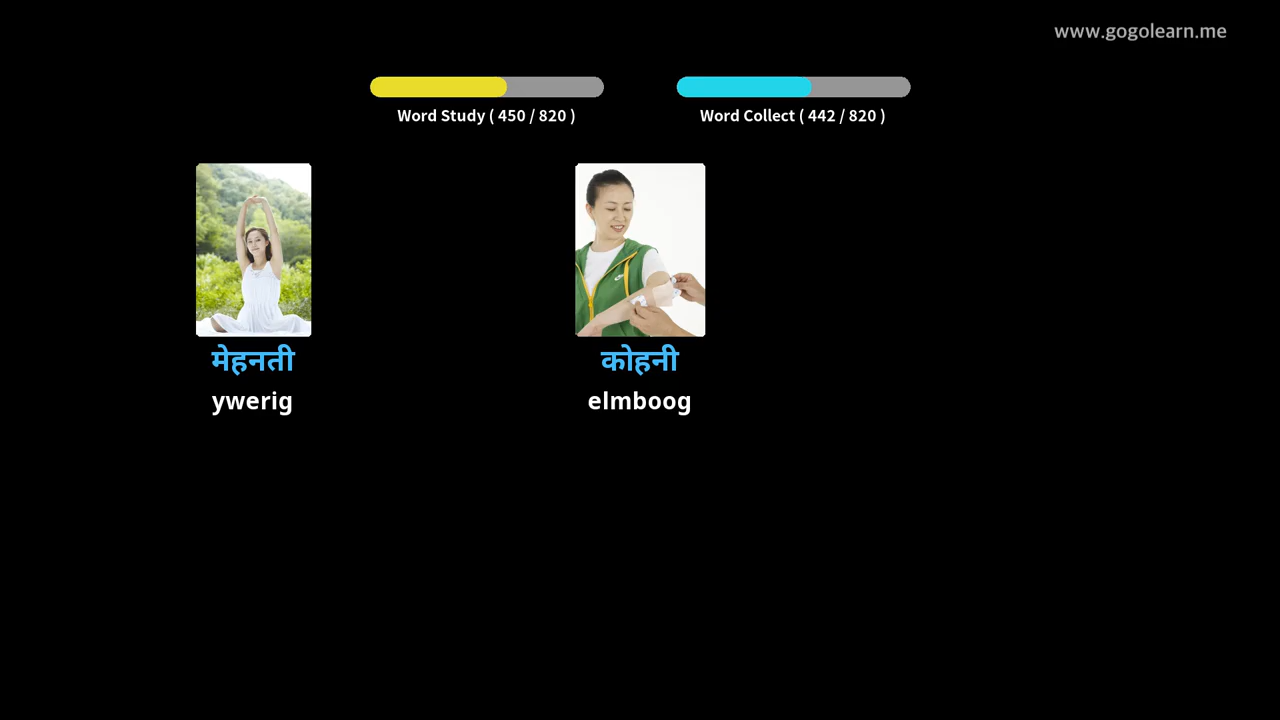 www.gogolearn.me
Word Study ( 450 / 820 )
Word Collect ( 442 / 820 )
मेहनती
ywerig
कोहनी
elmboog